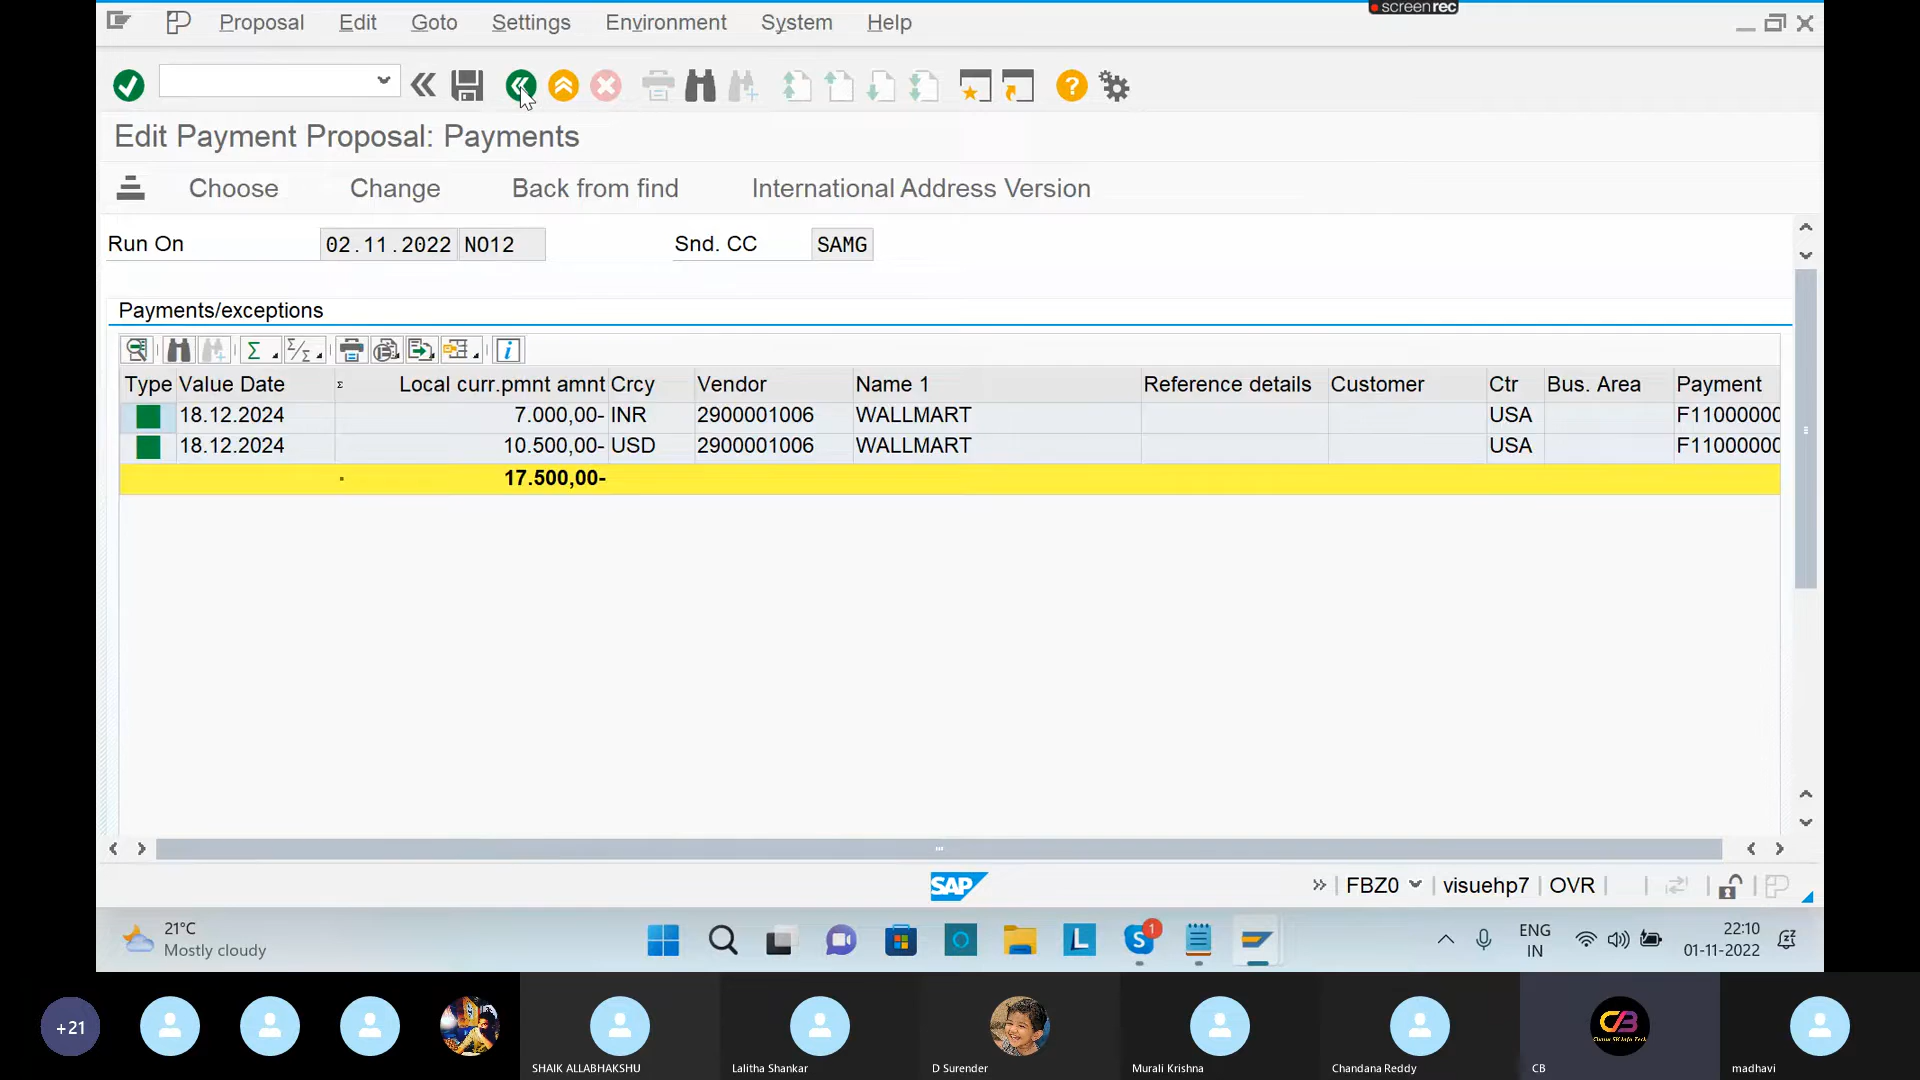 screenrec
Proposal Edit Goto Settings Environment System Help
Edit Payment Proposal: Payments
Choose Change Back from find International Address Version
Run On 02.11.2022 NO12 Snd. CC SAMG
Payments/exceptions
Type Value Date Σ Local curr.pmnt amnt Crcy Vendor Name 1 Reference details Customer Ctr Bus. Area Payment
18.12.2024 7.000,00- INR 2900001006 WALLMART USA F11000000
18.12.2024 10.500,00- USD 2900001006 WALLMART USA F11000000
17.500,00-
SAP FBZ0 visuehp7 OVR
21°C
Mostly cloudy
1
ENG
IN
22:10
01-11-2022
+21
SHAIK ALLABHAKSHU Lalitha Shankar D Surender Murali Krishna Chandana Reddy CB madhavi